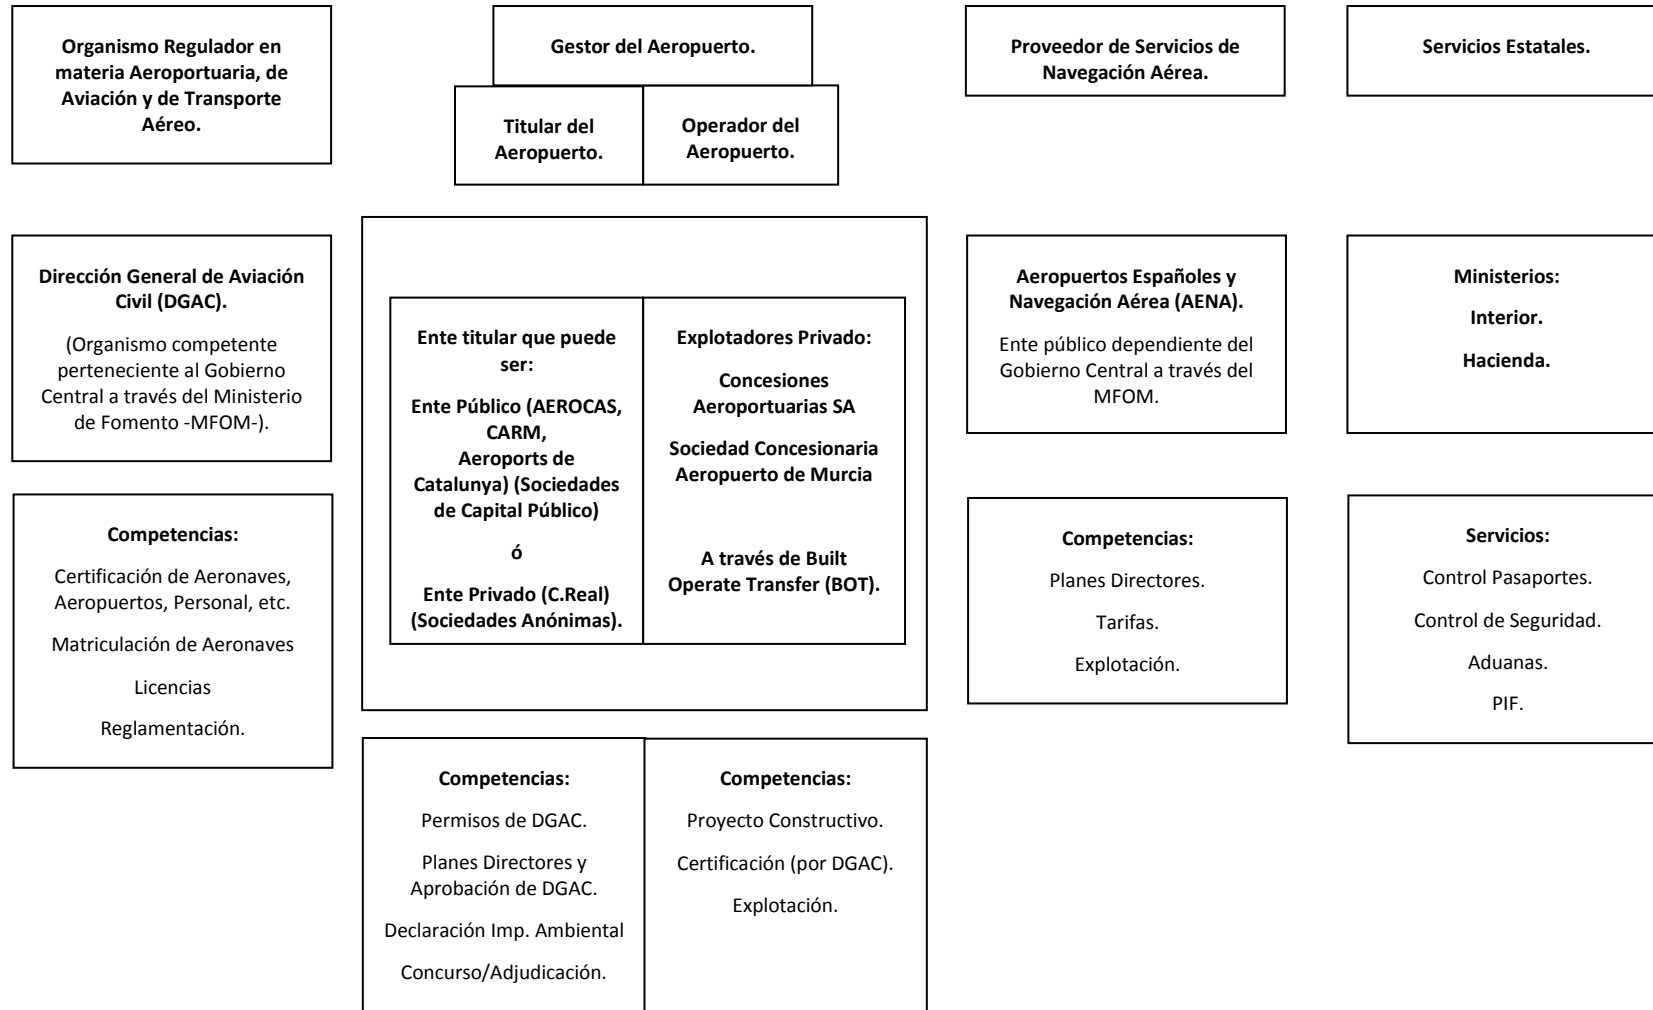 Organismo Regulador en
materia Aeroportuaria, de
Aviación y de Transporte
Aéreo.
Gestor del Aeropuerto.
Titular del
Aeropuerto.
Operador del
Aeropuerto.
Proveedor de Servicios de
Navegación Aérea.
Servicios Estatales.
Dirección General de Aviación
Civil (DGAC).
(Organismo competente
perteneciente al Gobierno
Central a través del Ministerio
de Fomento -MFOM-).
Ente titular que puede
ser:
Ente Público (AEROCAS,
CARM,
Aeroports de
Catalunya) (Sociedades
de Capital Público)
ó
Ente Privado (C.Real)
(Sociedades Anónimas).
Explotadores Privado:
Concesiones
Aeroportuarias SA
Sociedad Concesionaria
Aeropuerto de Murcia
A través de Built
Operate Transfer (BOT).
Aeropuertos Españoles y
Navegación Aérea (AENA).
Ente público dependiente del
Gobierno Central a través del
MFOM.
Ministerios:
Interior.
Hacienda.
Competencias:
Certificación de Aeronaves,
Aeropuertos, Personal, etc.
Matriculación de Aeronaves
Licencias
Reglamentación.
Competencias:
Permisos de DGAC.
Planes Directores y
Aprobación de DGAC.
Declaración Imp. Ambiental
Concurso/Adjudicación.
Competencias:
Proyecto Constructivo.
Certificación (por DGAC).
Explotación.
Competencias:
Planes Directores.
Tarifas.
Explotación.
Servicios:
Control Pasaportes.
Control de Seguridad.
Aduanas.
PIF.